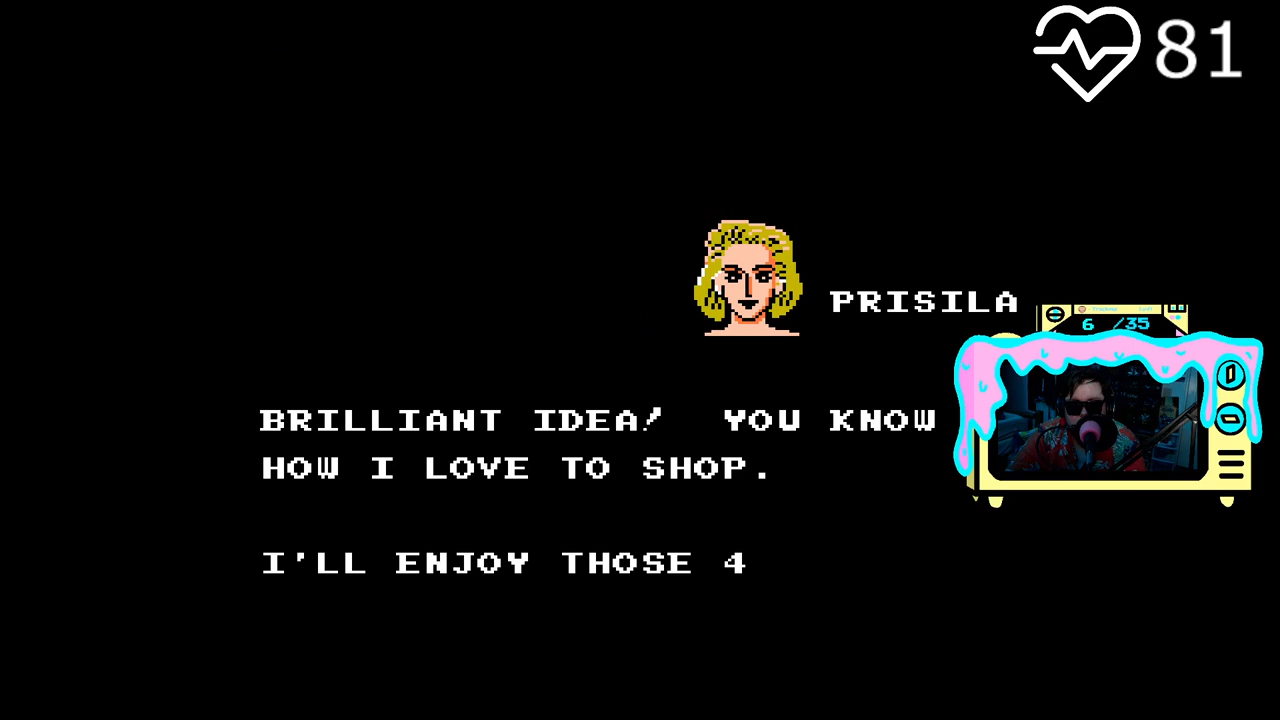 81
PRISILA
6 /35
BRILLIANT IDEA! YOU KNOW
HOW I LOVE TO SHOP.
I'LL ENJOY THOSE 4